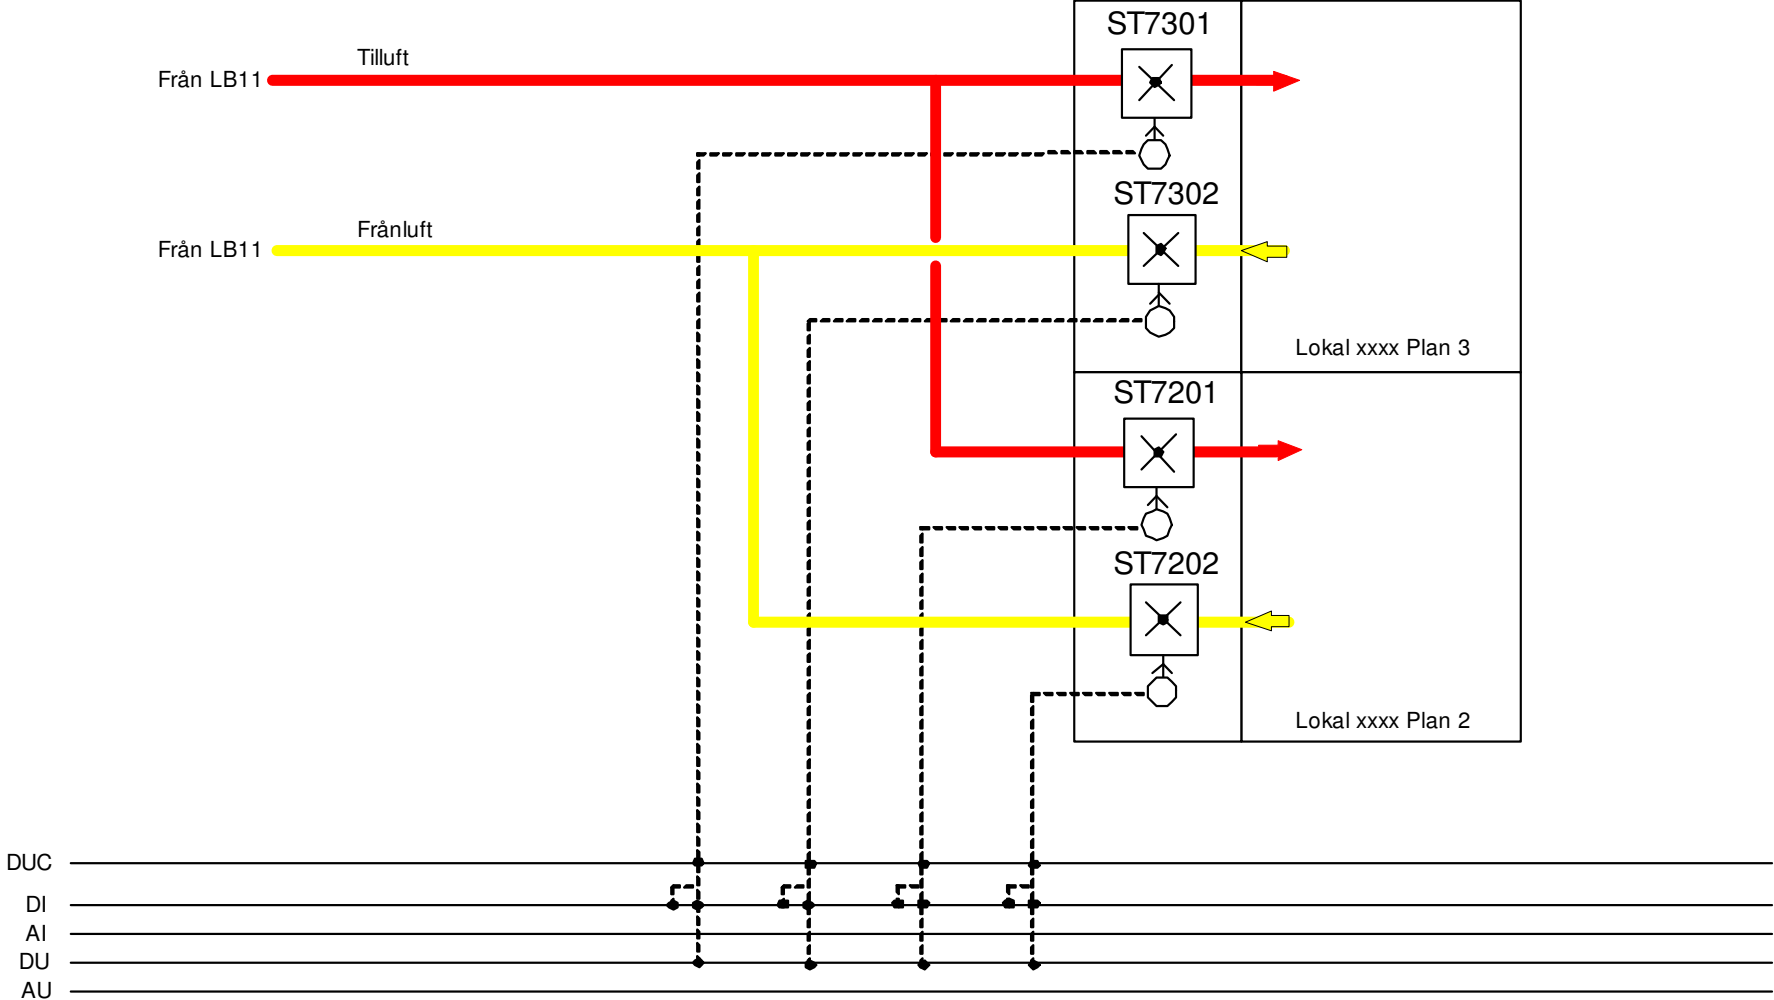 ST7301
Tilluft
Från LB11
ST7302
Frånluft
Från LB11
Lokal xxxx Plan 3
ST7201
ST7202
Lokal xxxx Plan 2
DUC
DI
AI
DU
AU